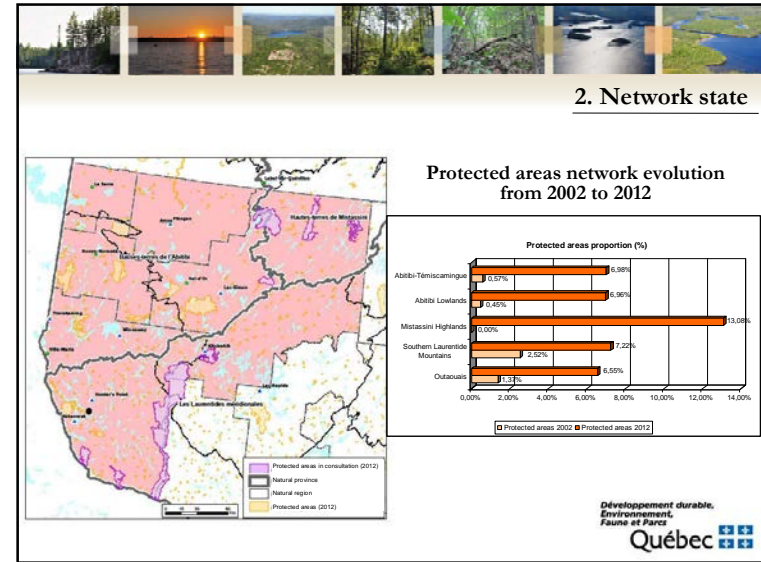 2. Network state
Protected areas network evolution
from 2002 to 2012
Hautes-terres de Mistassini
Basses-terres de l'Abitibi
Les Laurentides méridionales
Protected areas in consultation (2012)
Natural province
Natural region
Protected areas (2012)
Protected areas proportion (%)
Abitibi-Témiscamingue
6,98%
0,57%
Abitibi Lowlands
6,96%
0,45%
Mistassini Highlands
13,08%
0,00%
Southern Laurentide
Mountains
7,22%
2,52%
Outaouais
6,55%
1,37%
0,00% 2,00% 4,00% 6,00% 8,00% 10,00% 12,00% 14,00%
Protected areas 2002 Protected areas 2012
Développement durable,
Environnement,
Faune et Parcs
Québec